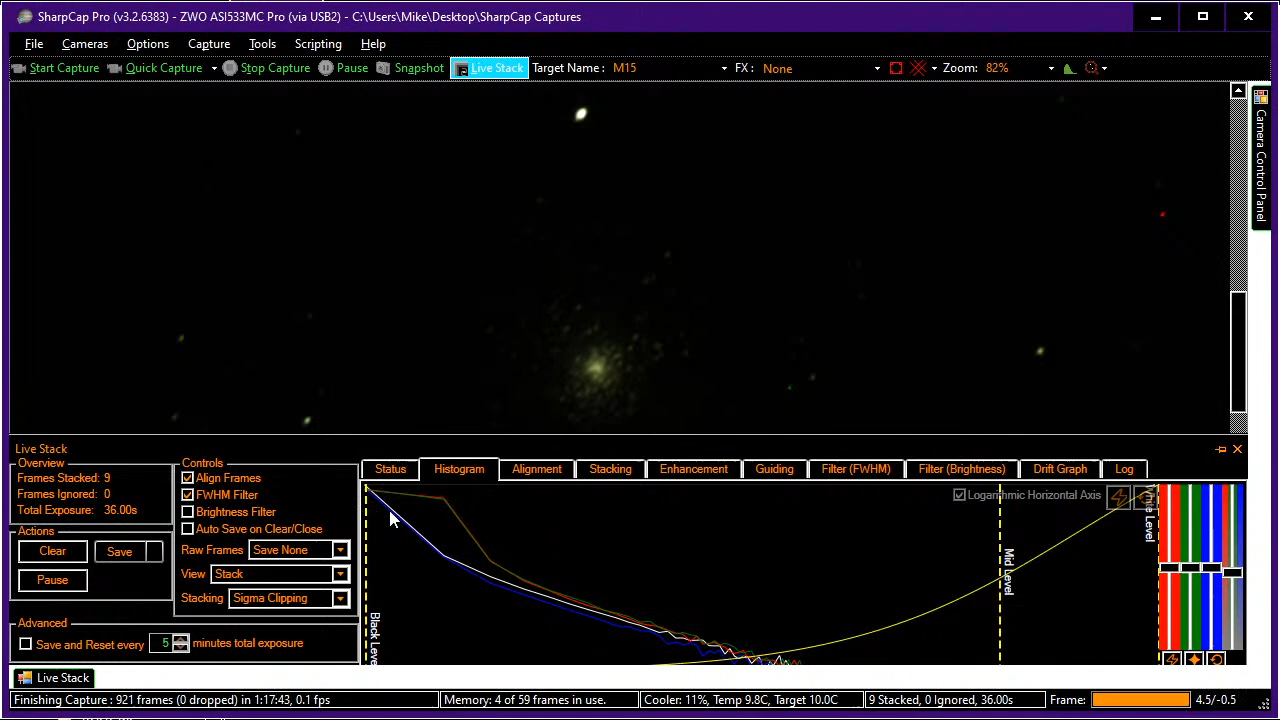 SharpCap Pro (v3.2.6383) - ZWO ASI533MC Pro (via USB2) - C:\Users\Mike\Desktop\SharpCap Captures
File Cameras Options Capture Tools Scripting Help
Start Capture Quick Capture Stop Capture Pause Snapshot Live Stack Target Name : M15 FX : None Zoom: 82%
Camera Control Panel
Live Stack
Overview
Frames Stacked: 9
Frames Ignored: 0
Total Exposure: 36.00s
Actions
Clear Save
Pause
Controls
Align Frames
FWHM Filter
Brightness Filter
Auto Save on Clear/Close
Raw Frames Save None
View Stack
Stacking Sigma Clipping
Advanced
Save and Reset every 5 minutes total exposure
Status Histogram Alignment Stacking Enhancement Guiding Filter (FWHM) Filter (Brightness) Drift Graph Log
Logarithmic Horizontal Axis
Black Leve
Mid Level
White Level
Live Stack
Finishing Capture : 921 frames (0 dropped) in 1:17:43, 0.1 fps Memory: 4 of 59 frames in use. Cooler: 11%, Temp 9.8C, Target 10.0C 9 Stacked, 0 Ignored, 36.00s Frame: 4.5/-0.5